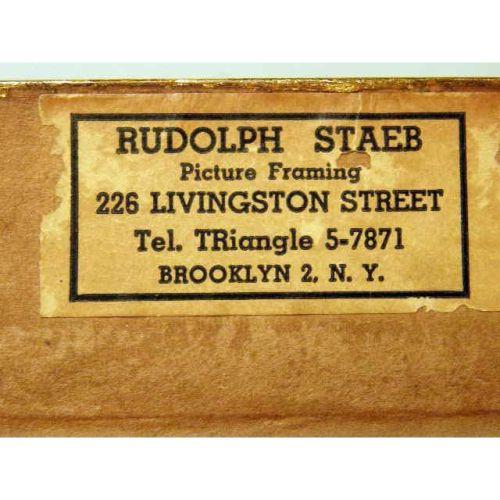 RUDOLPH STAEB
Picture Framing
226 LIVINGSTON STREET
Tel. TRiangle 5-7871
BROOKLYN 2, N. Y.